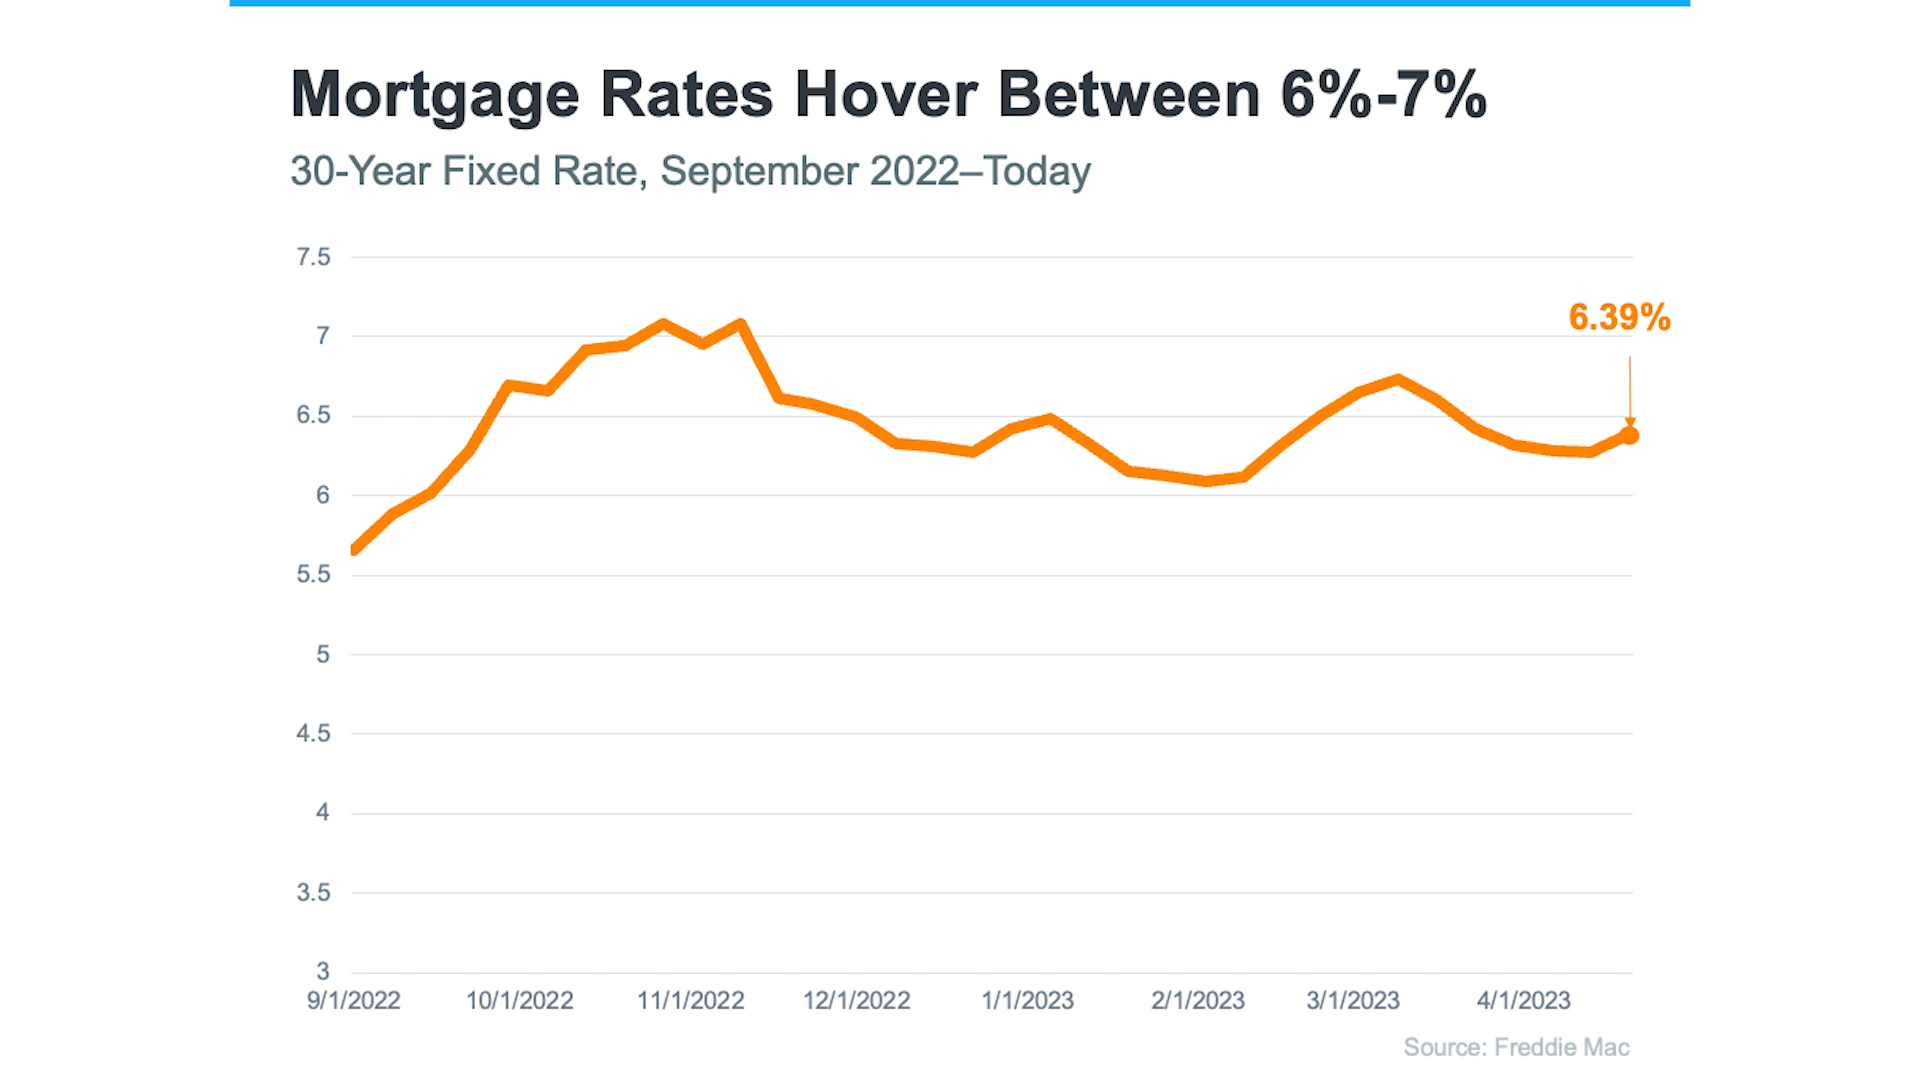 Mortgage Rates Hover Between 6%-7%
30-Year Fixed Rate, September 2022–Today
7.5
7
6.5
6
5.5
5
4.5
4
3.5
3
6.39%
9/1/2022 10/1/2022 11/1/2022 12/1/2022 1/1/2023 2/1/2023 3/1/2023 4/1/2023
Source: Freddie Mac